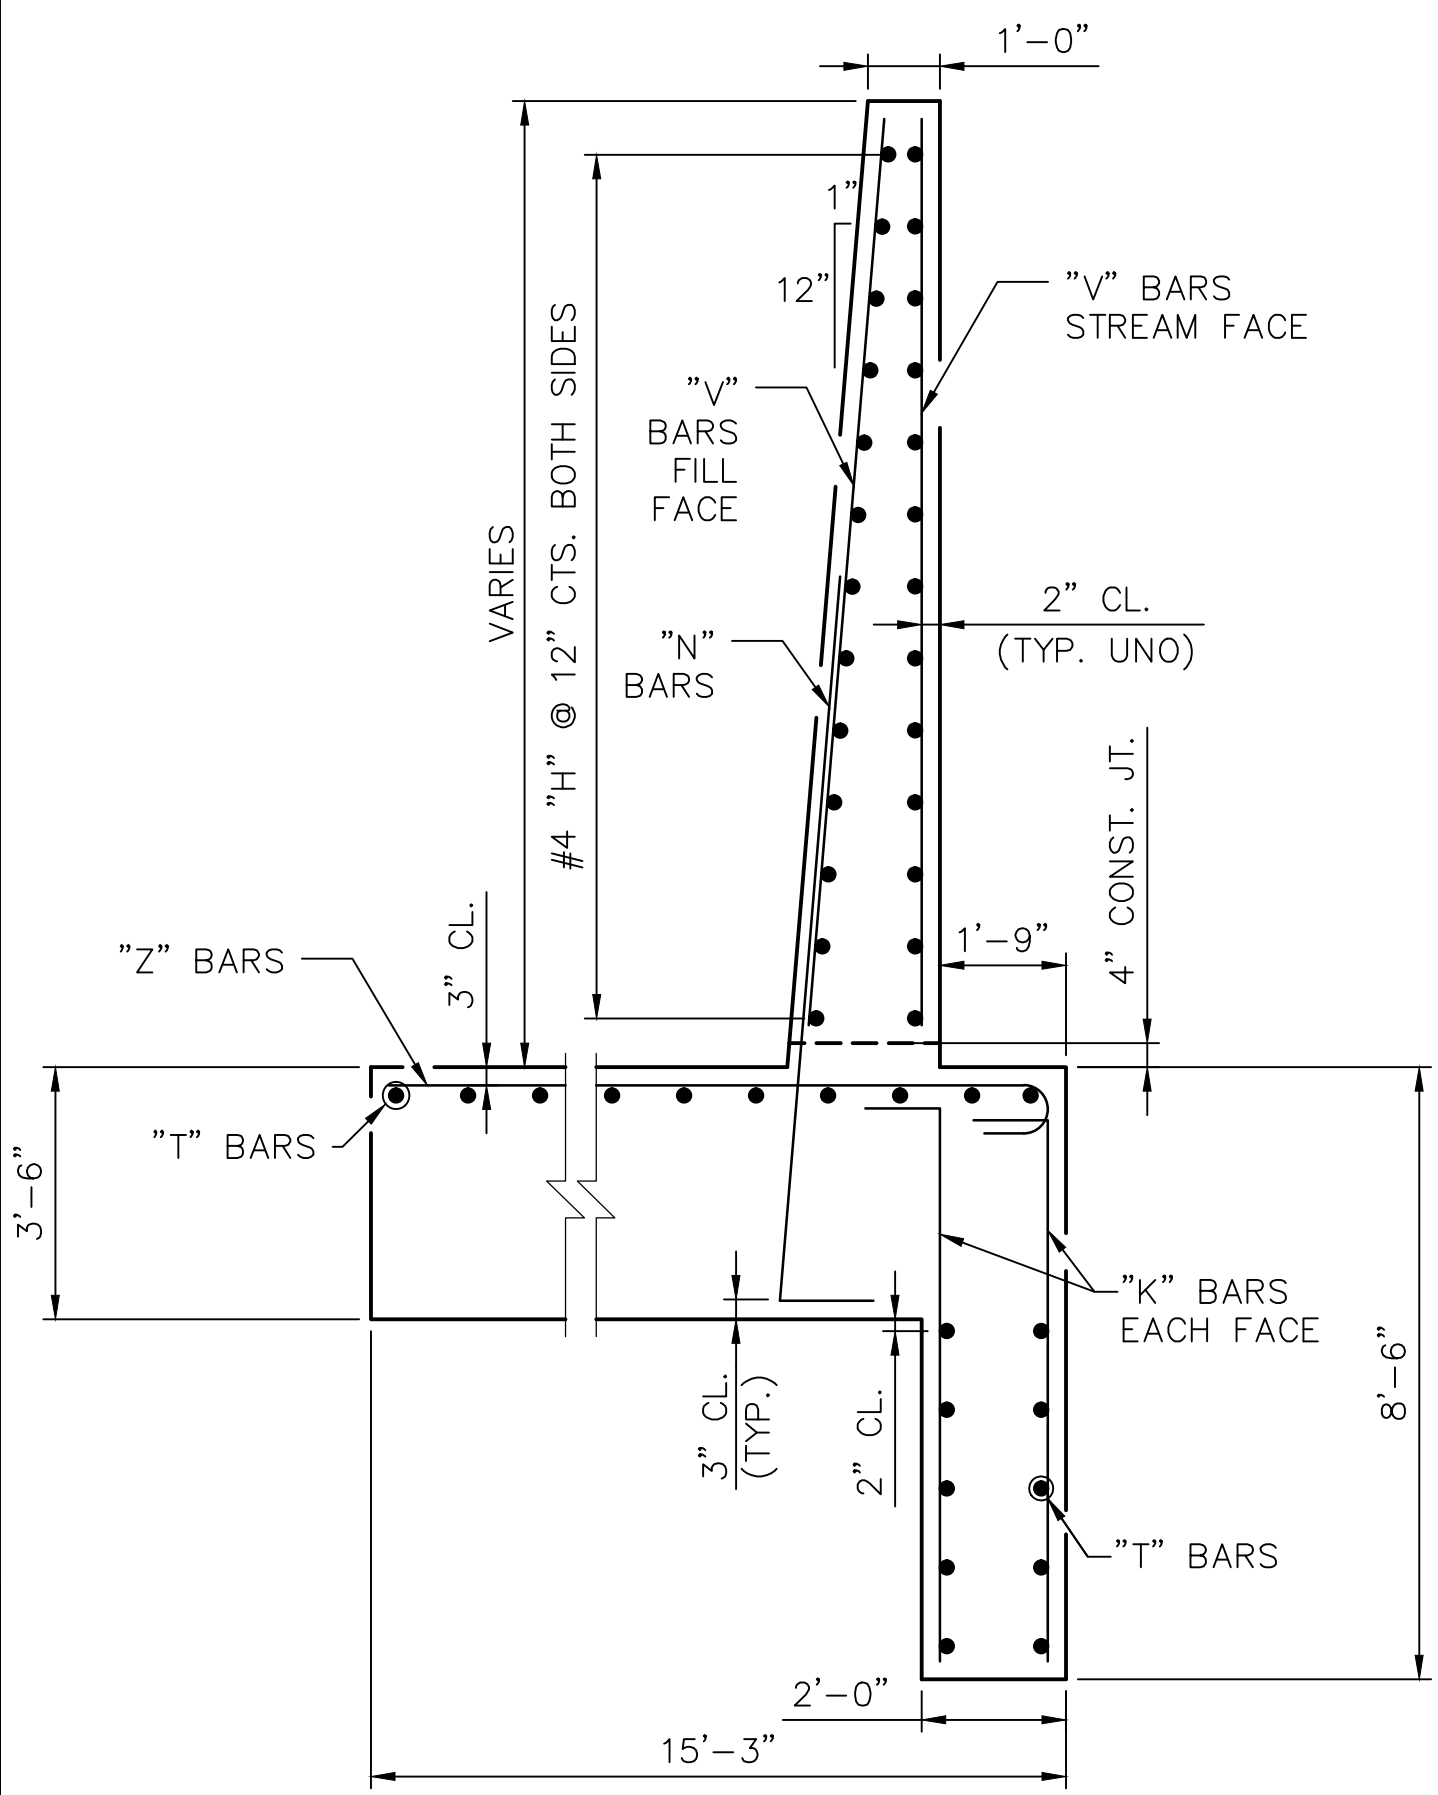 1'-0"
1"
12"
"V" BARS
STREAM FACE
"V"
BARS
FILL
FACE
VARIES
#4 "H" @ 12" CTS. BOTH SIDES
2" CL.
(TYP. UNO)
"N"
BARS
4" CONST. JT.
1'-9"
3" CL.
"Z" BARS
"T" BARS
3'-6"
"K" BARS
EACH FACE
8'-6"
3" CL.
(TYP.)
2" CL.
"T" BARS
2'-0"
15'-3"